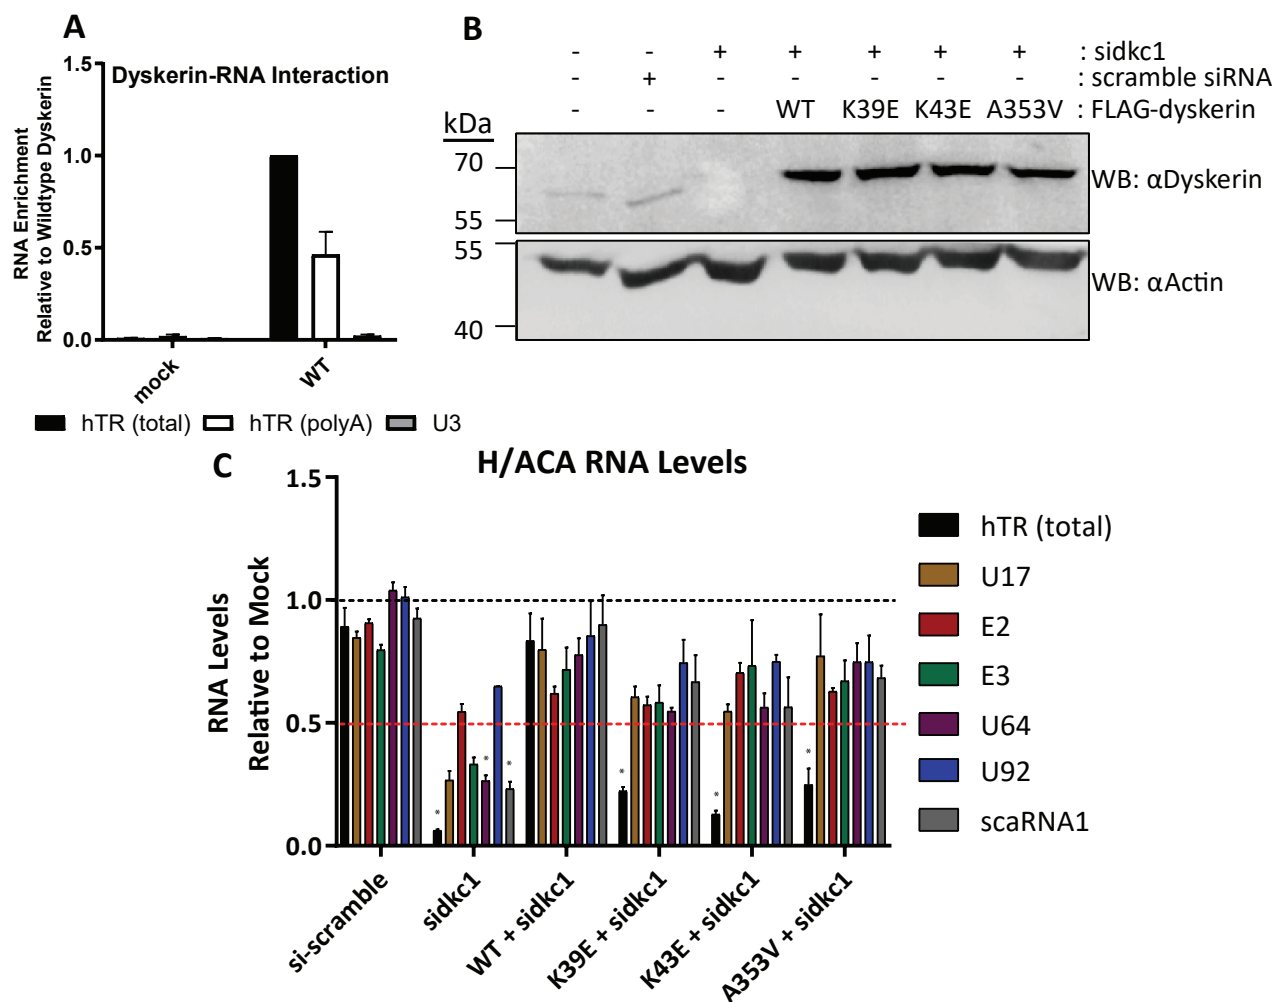 A
Dyskerin-RNA Interaction
RNA Enrichment
Relative to Wildtype Dyskerin
1.5
1.0
0.5
0.0
mock
WT
hTR (total) hTR (polyA) U3
B
- - + + + + + : sidkc1
- + - - - - - : scramble siRNA
- - - WT K39E K43E A353V : FLAG-dyskerin
kDa
70
55
WB: αDyskerin
55
40
WB: αActin
C
H/ACA RNA Levels
RNA Levels
Relative to Mock
1.5
1.0
0.5
0.0
* * * * * *
si-scramble
sidkc1
WT + sidkc1
K39E + sidkc1
K43E + sidkc1
A353V + sidkc1
hTR (total)
U17
E2
E3
U64
U92
scaRNA1